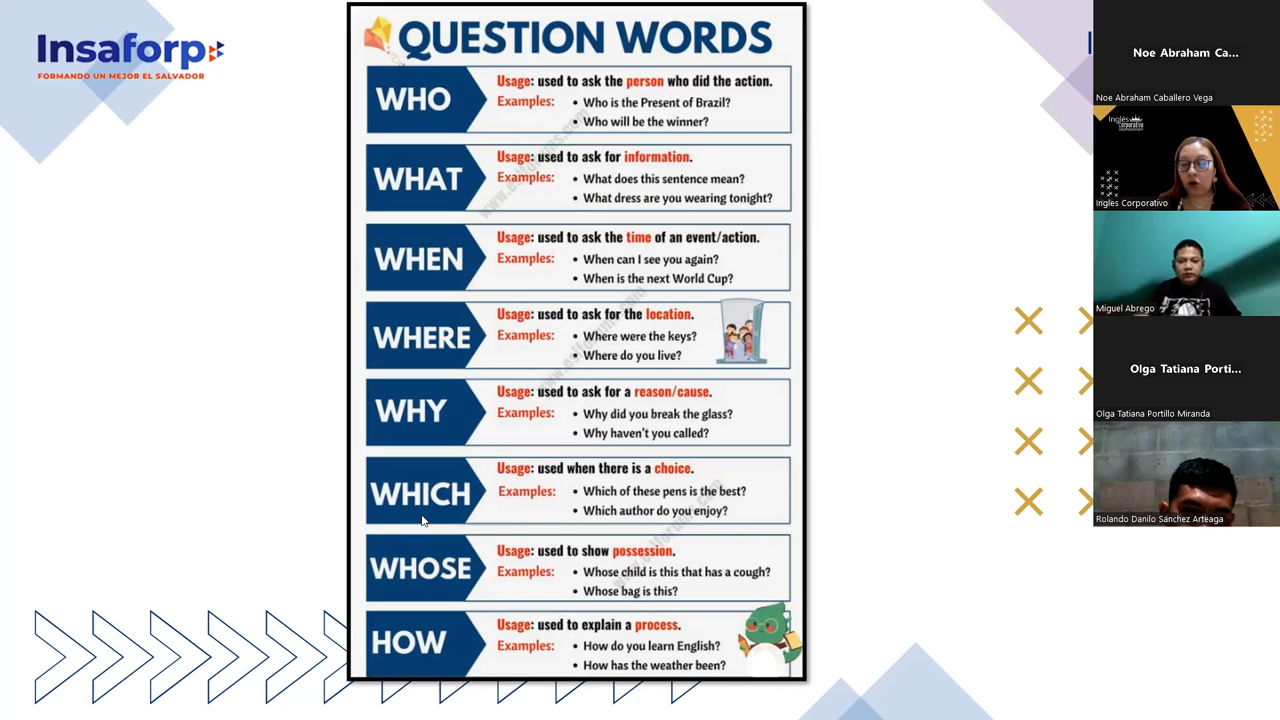 Insaforp
FORMANDO UN MEJOR EL SALVADOR
QUESTION WORDS
WHO
Usage: used to ask the person who did the action.
Examples:
• Who is the Present of Brazil?
• Who will be the winner?
WHAT
Usage: used to ask for information.
Examples:
• What does this sentence mean?
• What dress are you wearing tonight?
WHEN
Usage: used to ask the time of an event/action.
Examples:
• When can I see you again?
• When is the next World Cup?
WHERE
Usage: used to ask for the location.
Examples:
• Where were the keys?
• Where do you live?
WHY
Usage: used to ask for a reason/cause.
Examples:
• Why did you break the glass?
• Why haven't you called?
WHICH
Usage: used when there is a choice.
Examples:
• Which of these pens is the best?
• Which author do you enjoy?
WHOSE
Usage: used to show possession.
Examples:
• Whose child is this that has a cough?
• Whose bag is this?
HOW
Usage: used to explain a process.
Examples:
• How do you learn English?
• How has the weather been?
Noe Abraham Ca...
Noe Abraham Caballero Vega
Inglés
Corporativo
Ingles Corporativo
Miguel Abrego
Olga Tatiana Porti...
Olga Tatiana Portillo Miranda
Rolando Danilo Sánchez Arteaga